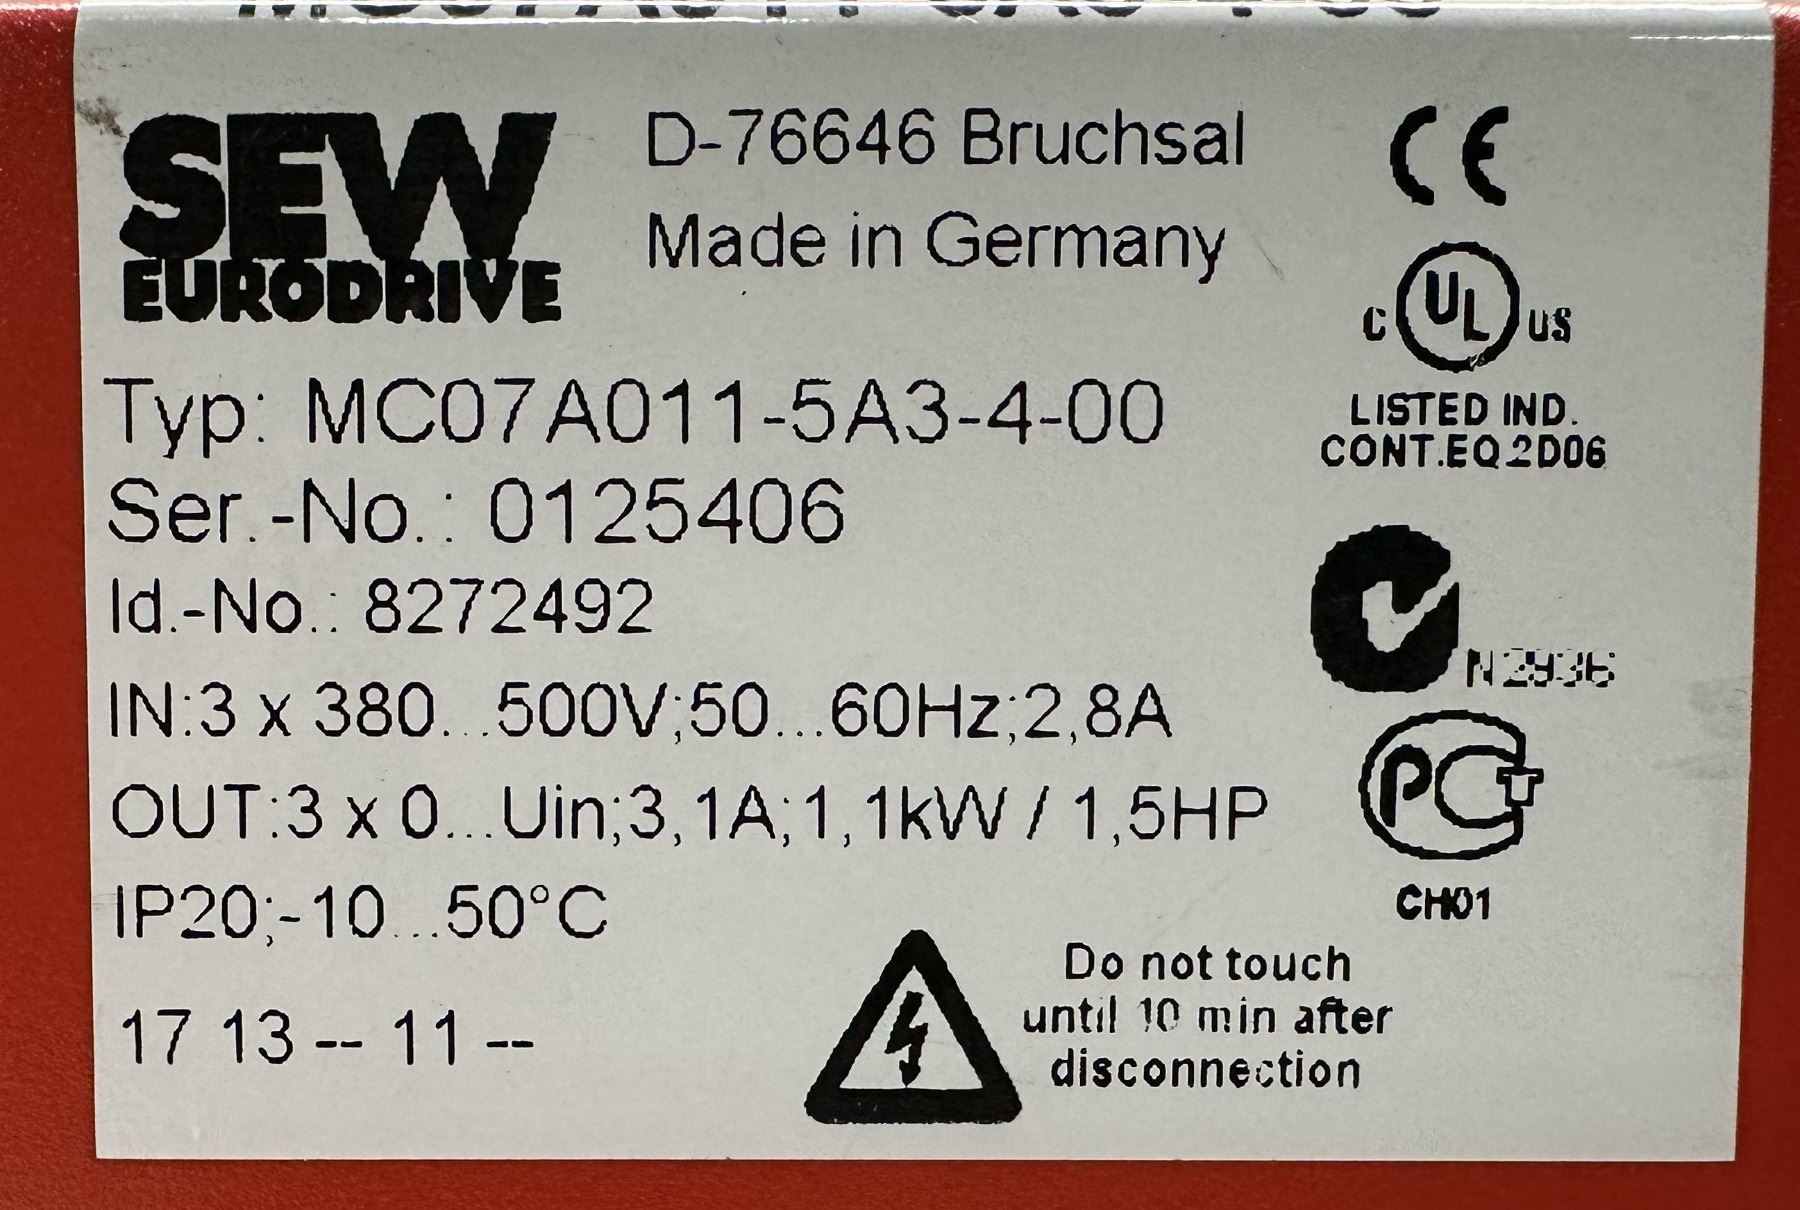 SEW
EURODRIVE
D-76646 Bruchsal
Made in Germany
CE
C UL US
LISTED IND.
CONT.EQ 2D06
Typ: MC07A011-5A3-4-00
Ser.-No.: 0125406
Id.-No.: 8272492
N2936
IN:3 x 380...500V;50...60Hz;2,8A
OUT:3 x 0...Uin;3,1A;1,1kW / 1,5HP
IP20;-10...50°C
PCT
CH01
17 13 -- 11 --
Do not touch
until 10 min after
disconnection